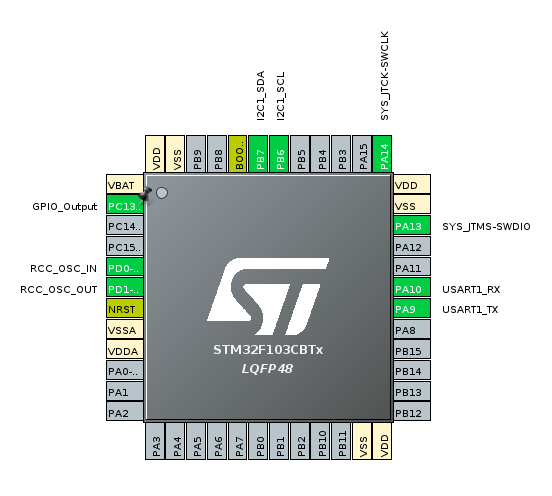 SYS_JTCK-SWCLK
I2C1_SDA
I2C1_SCL
VDD
VSS
PB9
PB8
BOO..
PB7
PB6
PB5
PB4
PB3
PA15
PA14
VBAT
GPIO_Output PC13..
PC14..
PC15..
RCC_OSC_IN PD0-..
RCC_OSC_OUT PD1-..
NRST
VSSA
VDDA
PA0-..
PA1
PA2
VDD
VSS
PA13 SYS_JTMS-SWDIO
PA12
PA11
PA10 USART1_RX
PA9 USART1_TX
PA8
PB15
PB14
PB13
PB12
ST
STM32F103CBTx
LQFP48
PA3
PA4
PA5
PA6
PA7
PB0
PB1
PB2
PB10
PB11
VSS
VDD